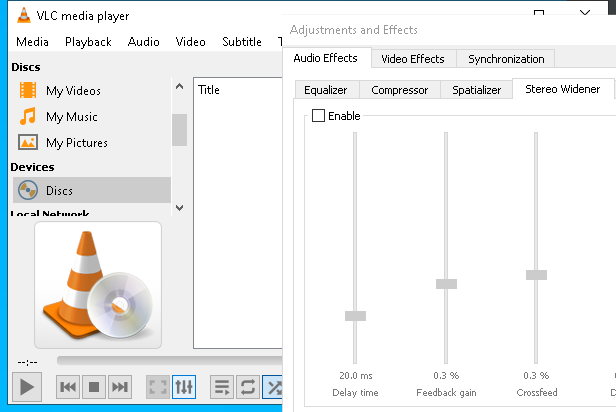 VLC media player
Media Playback Audio Video Subtitle
Discs
My Videos
My Music
My Pictures
Devices
Discs
Local Network
Title
--:--
Adjustments and Effects
Audio Effects Video Effects Synchronization
Equalizer Compressor Spatializer Stereo Widener
Enable
20.0 ms 0.3 % 0.3 %
Delay time Feedback gain Crossfeed